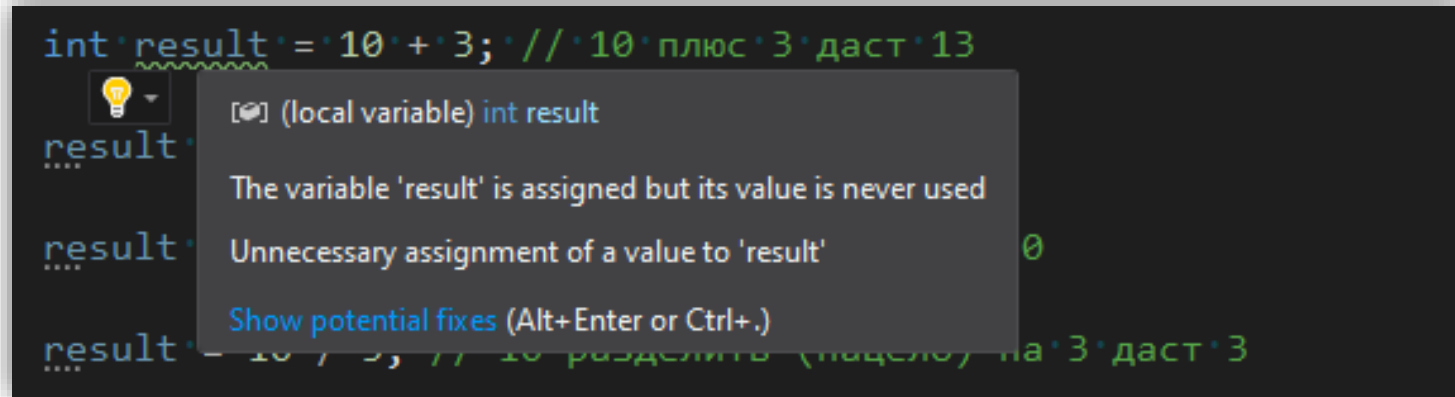 int result = 10 + 3; // 10 плюс 3 даст 13
[] (local variable) int result
result
The variable 'result' is assigned but its value is never used
result
Unnecessary assignment of a value to 'result'
0
Show potential fixes (Alt+Enter or Ctrl+.)
result = 10 / 3; // 10 разделить (нацело) на 3 даст 3